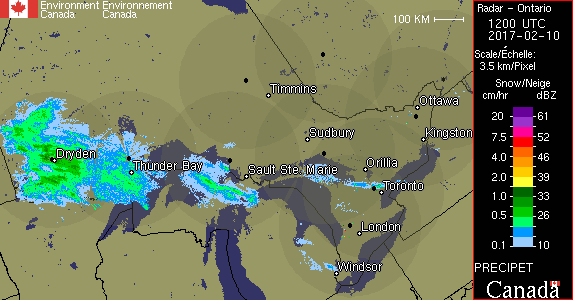 Environment Environnement
Canada Canada
100 KM
Timmins
Ottawa
Sudbury
Kingston
Dryden
Thunder Bay
Sault Ste. Marie
Orillia
Toronto
London
Windsor
Radar - Ontario
1200 UTC
2017-02-10
Scale/Échelle:
3.5 km/Pixel
Snow/Neige
cm/hr dBZ
20 61
7.5 52
4.0 46
2.0 39
1.0 33
0.5 26
0.1 10
PRECIPET
Canada